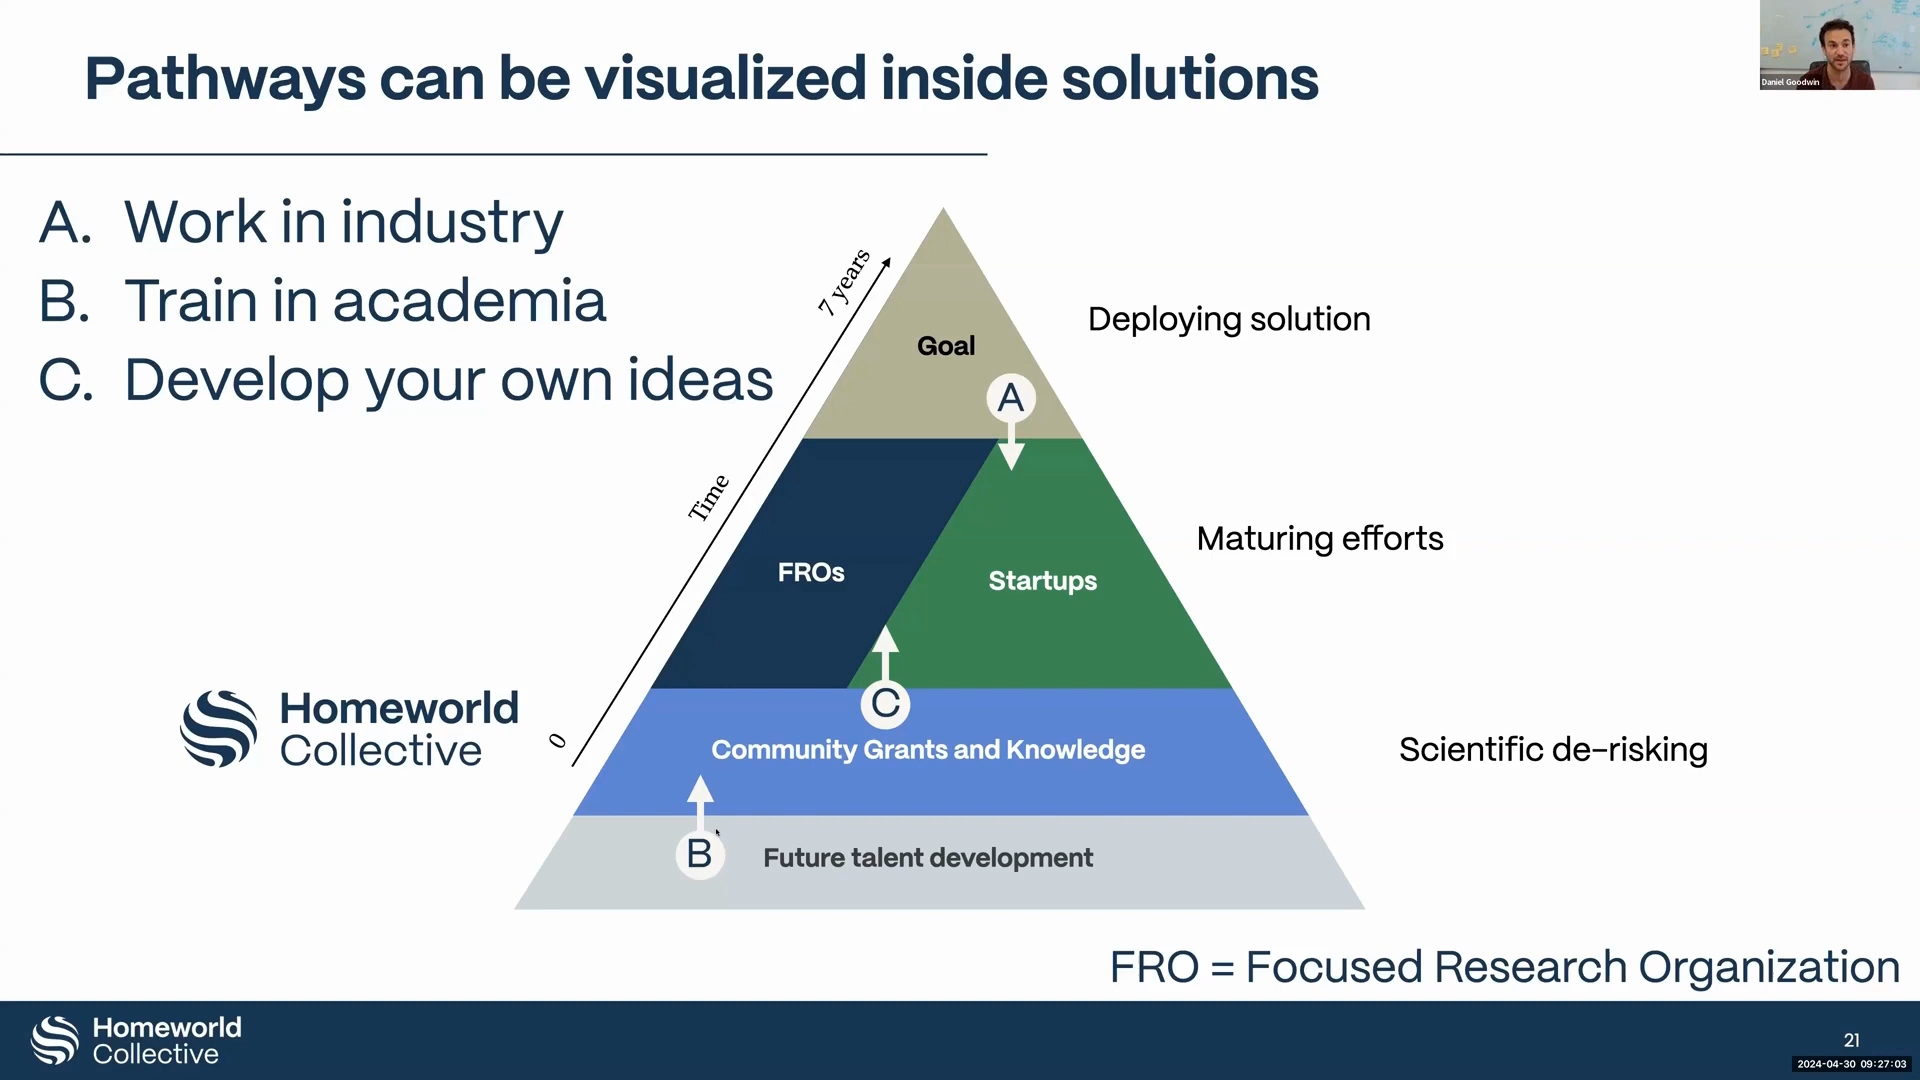 Pathways can be visualized inside solutions
Daniel Goodwin
A. Work in industry
B. Train in academia
C. Develop your own ideas
7 years
Time
0
Goal
A
Deploying solution
FROs
Startups
Maturing efforts
C
Community Grants and Knowledge
Scientific de-risking
B
Future talent development
Homeworld
Collective
FRO = Focused Research Organization
Homeworld
Collective
21
2024-04-30 09:27:03